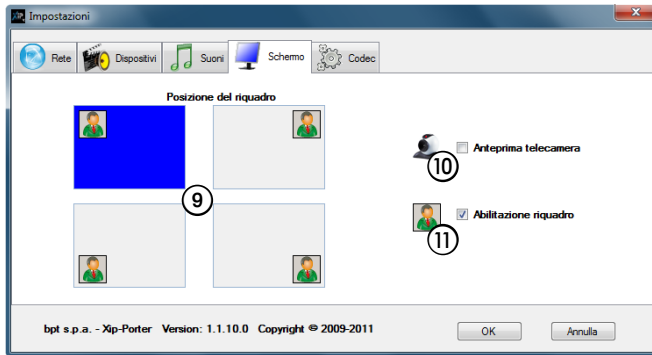 Impostazioni
Rete Dispositivi Suoni Schermo Codec
Posizione del riquadro
Anteprima telecamera
10
9
Abilitazione riquadro
11
bpt s.p.a. - Xip-Porter Version: 1.1.10.0 Copyright © 2009-2011 OK Annulla